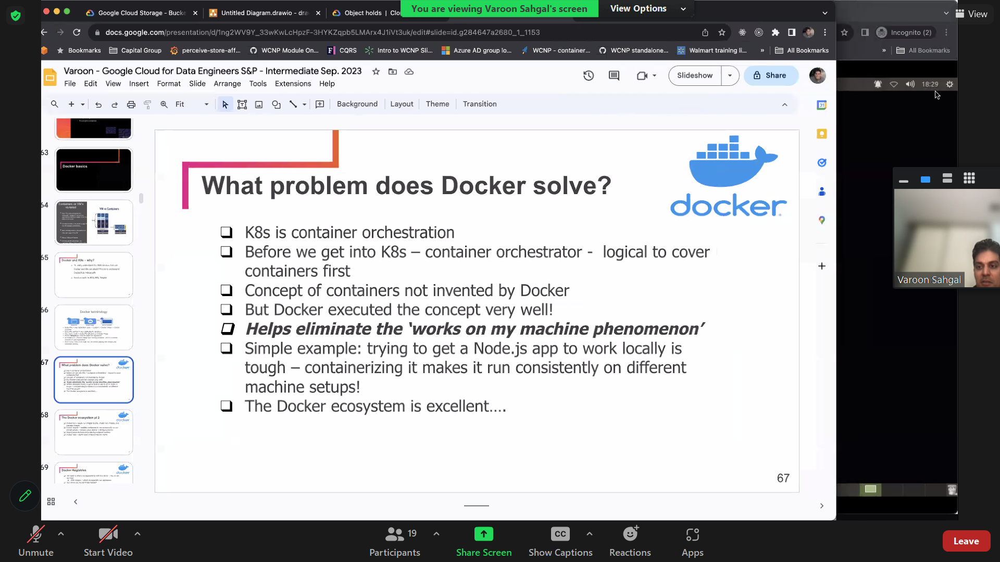 You are viewing Varoon Sahgal's screen
View Options
View
Google Cloud Storage - Bucke
Untitled Diagram.drawio - dra
Object holds | Clo
docs.google.com/presentation/d/1ng2WV9Y_33wKwLcHpzF-3HYKZqpb5LMArx4J1iVt3uk/edit#slide=id.g284647a2680_1_1153
Incognito (2)
Bookmarks
Capital Group
perceive-store-aff...
WCNP Module On...
CQRS
Intro to WCNP Sli...
Azure AD group lo...
WCNP - container...
WCNP standalone...
Walmart training li...
»
All Bookmarks
»
All Bookmarks
Varoon - Google Cloud for Data Engineers S&P - Intermediate Sep. 2023
File Edit View Insert Format Slide Arrange Tools Extensions Help
Slideshow
Share
18:29
Fit
Background
Layout
Theme
Transition
63
Docker basics
64
Containers vs VM's
revisited
VM vs Containers
65
Docker and K8s – why?
66
Docker terminology
67
What problem does Docker solve?
docker
68
The Docker ecosystem pt 2
docker
69
Docker Registries
docker
What problem does Docker solve?
docker
K8s is container orchestration
Before we get into K8s – container orchestrator - logical to cover
containers first
Concept of containers not invented by Docker
But Docker executed the concept very well!
Helps eliminate the ‘works on my machine phenomenon’
Simple example: trying to get a Node.js app to work locally is
tough – containerizing it makes it run consistently on different
machine setups!
The Docker ecosystem is excellent....
67
31
Varoon Sahgal
Unmute
Start Video
19
Participants
Share Screen
CC
Show Captions
Reactions
Apps
Leave